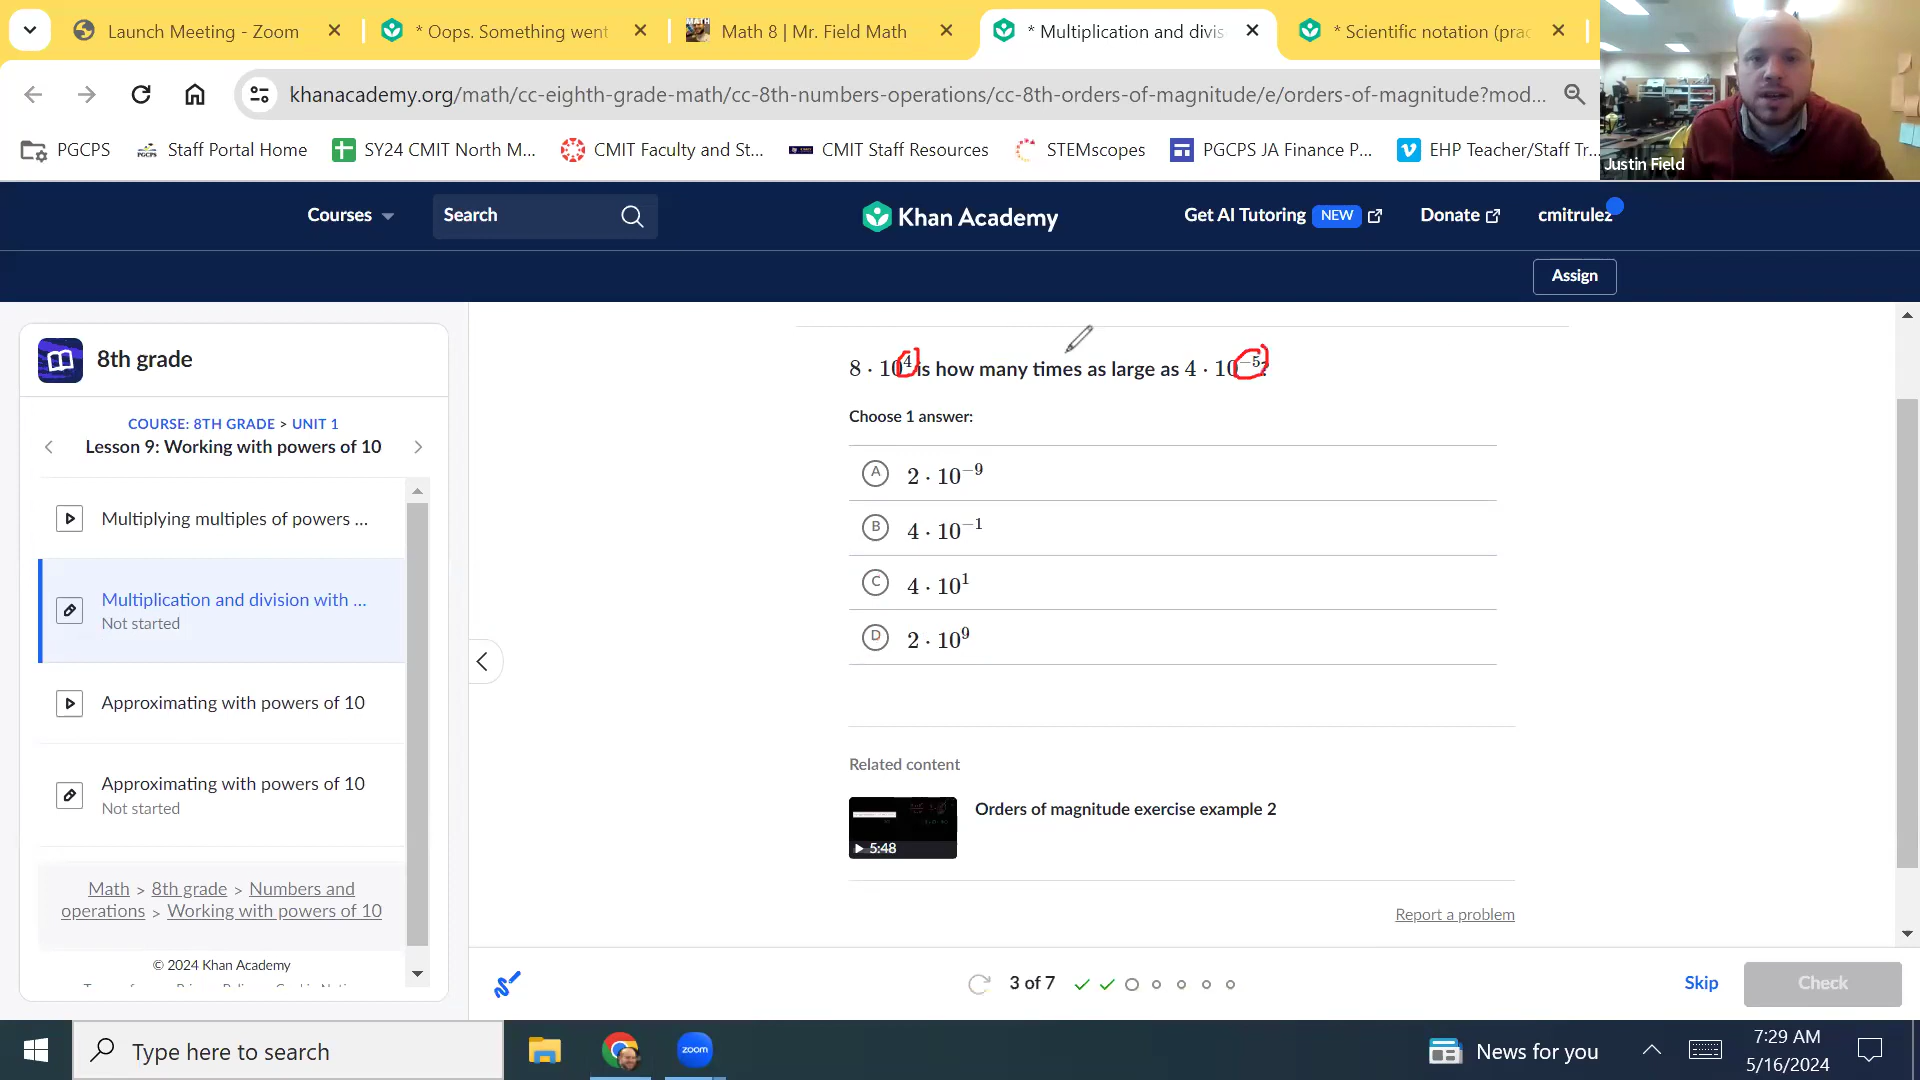 Launch Meeting - Zoom
* Oops. Something went
Math 8 | Mr. Field Math
* Multiplication and divis
* Scientific notation (prac
khanacademy.org/math/cc-eighth-grade-math/cc-8th-numbers-operations/cc-8th-orders-of-magnitude/e/orders-of-magnitude?mod...
PGCPS
Staff Portal Home
SY24 CMIT North M...
CMIT Faculty and St...
CMIT Staff Resources
STEMscopes
PGCPS JA Finance P...
EHP Teacher/Staff Tr...
Justin Field
Courses
Search
Khan Academy
Get AI Tutoring NEW
Donate
cmitrulez
Assign
8th grade
COURSE: 8TH GRADE > UNIT 1
Lesson 9: Working with powers of 10
Multiplying multiples of powers ...
Multiplication and division with ...
Not started
Approximating with powers of 10
Approximating with powers of 10
Not started
Math > 8th grade > Numbers and
operations > Working with powers of 10
© 2024 Khan Academy
8 · 10⁴ is how many times as large as 4 · 10⁻⁵?
Choose 1 answer:
A 2 · 10⁻⁹
B 4 · 10⁻¹
C 4 · 10¹
D 2 · 10⁹
Related content
5:48
Orders of magnitude exercise example 2
Report a problem
3 of 7
Skip
Check
Type here to search
zoom
News for you
7:29 AM
5/16/2024